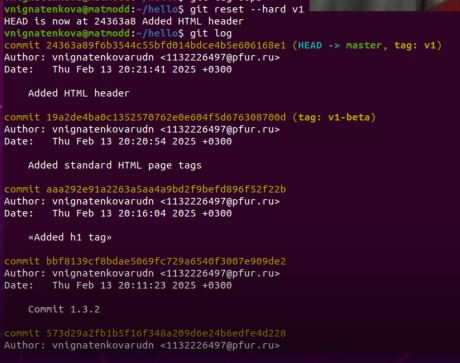 vnignatenkova@matmodd:~/hello$ git reset --hard v1
HEAD is now at 24363a8 Added HTML header
vnignatenkova@matmodd:~/hello$ git log
commit 24363a89f6b3544c55bfd014bdce4b5e606168e1 (HEAD -> master, tag: v1)
Author: vnignatenkovarudn <1132226497@pfur.ru>
Date:   Thu Feb 13 20:21:41 2025 +0300
Added HTML header
commit 19a2de4ba0c1352570762e0e604f5d676308700d (tag: v1-beta)
Author: vnignatenkovarudn <1132226497@pfur.ru>
Date:   Thu Feb 13 20:20:54 2025 +0300
Added standard HTML page tags
commit aaa292e91a2263a5aa4a9bd2f9befd896f52f22b
Author: vnignatenkovarudn <1132226497@pfur.ru>
Date:   Thu Feb 13 20:16:04 2025 +0300
«Added h1 tag»
commit bbf8139cf8bdae5069fc729a6540f3007e909de2
Author: vnignatenkovarudn <1132226497@pfur.ru>
Date:   Thu Feb 13 20:11:23 2025 +0300
Commit 1.3.2
commit 573d29a2fb1b5f16f348a209d6e24b6edfe4d228
Author: vnignatenkovarudn <1132226497@pfur.ru>